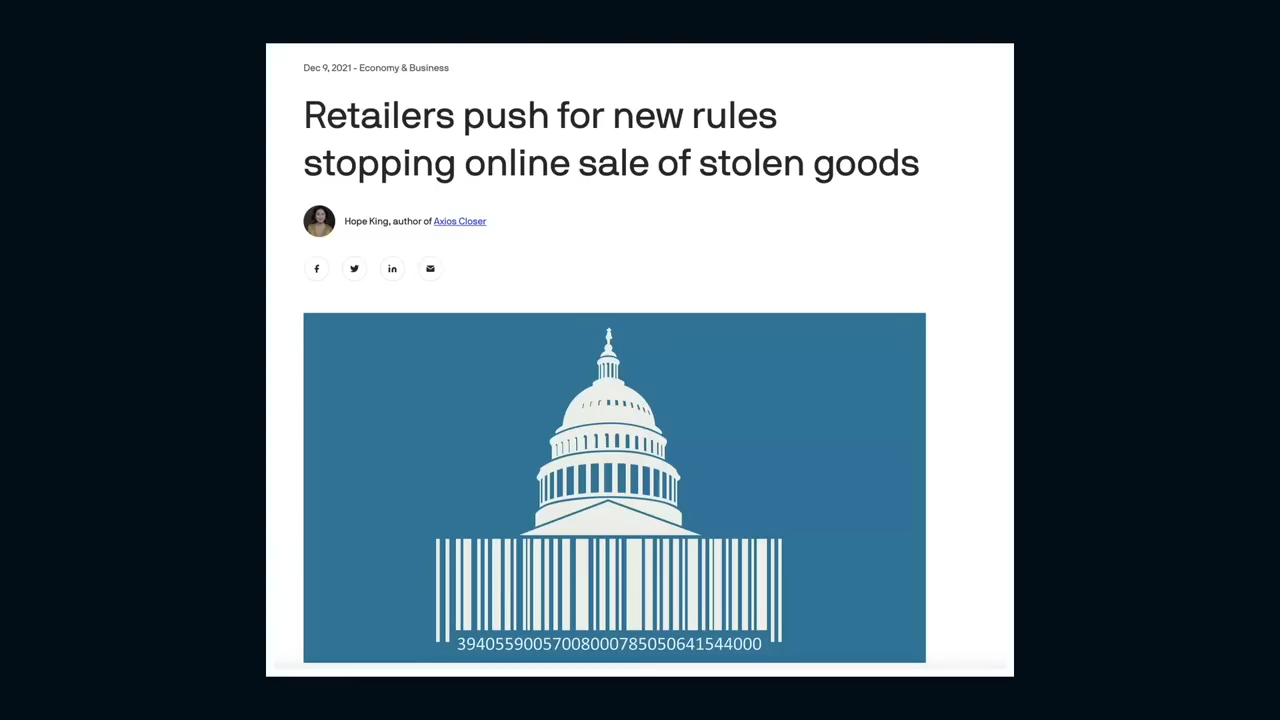 Dec 9, 2021 - Economy & Business
Retailers push for new rules
stopping online sale of stolen goods
Hope King, author of Axios Closer
39405590057008000785050641544000